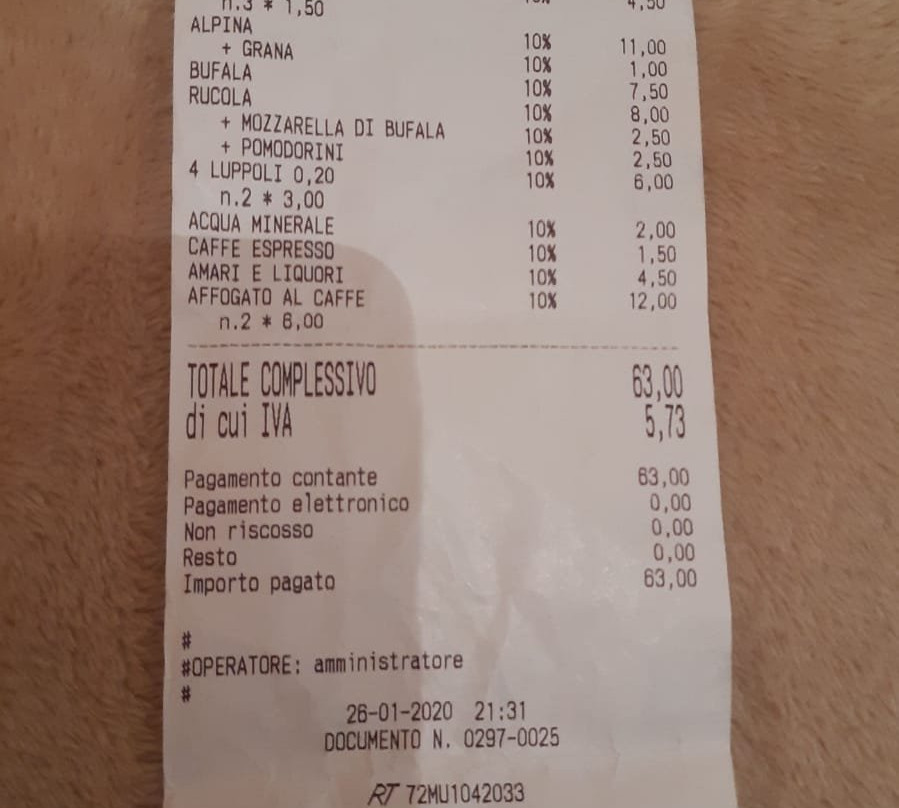 n.3 * 1,50 10% 4,50
ALPINA 10% 11,00
+ GRANA 10% 1,00
BUFALA 10% 7,50
RUCOLA 10% 8,00
+ MOZZARELLA DI BUFALA 10% 2,50
+ POMODORINI 10% 2,50
4 LUPPOLI 0,20 10% 6,00
n.2 * 3,00
ACQUA MINERALE 10% 2,00
CAFFE ESPRESSO 10% 1,50
AMARI E LIQUORI 10% 4,50
AFFOGATO AL CAFFE 10% 12,00
n.2 * 6,00
TOTALE COMPLESSIVO 63,00
di cui IVA 5,73
Pagamento contante 63,00
Pagamento elettronico 0,00
Non riscosso 0,00
Resto 0,00
Importo pagato 63,00
#
#OPERATORE: amministratore
#
26-01-2020 21:31
DOCUMENTO N. 0297-0025
RT 72MU1042033